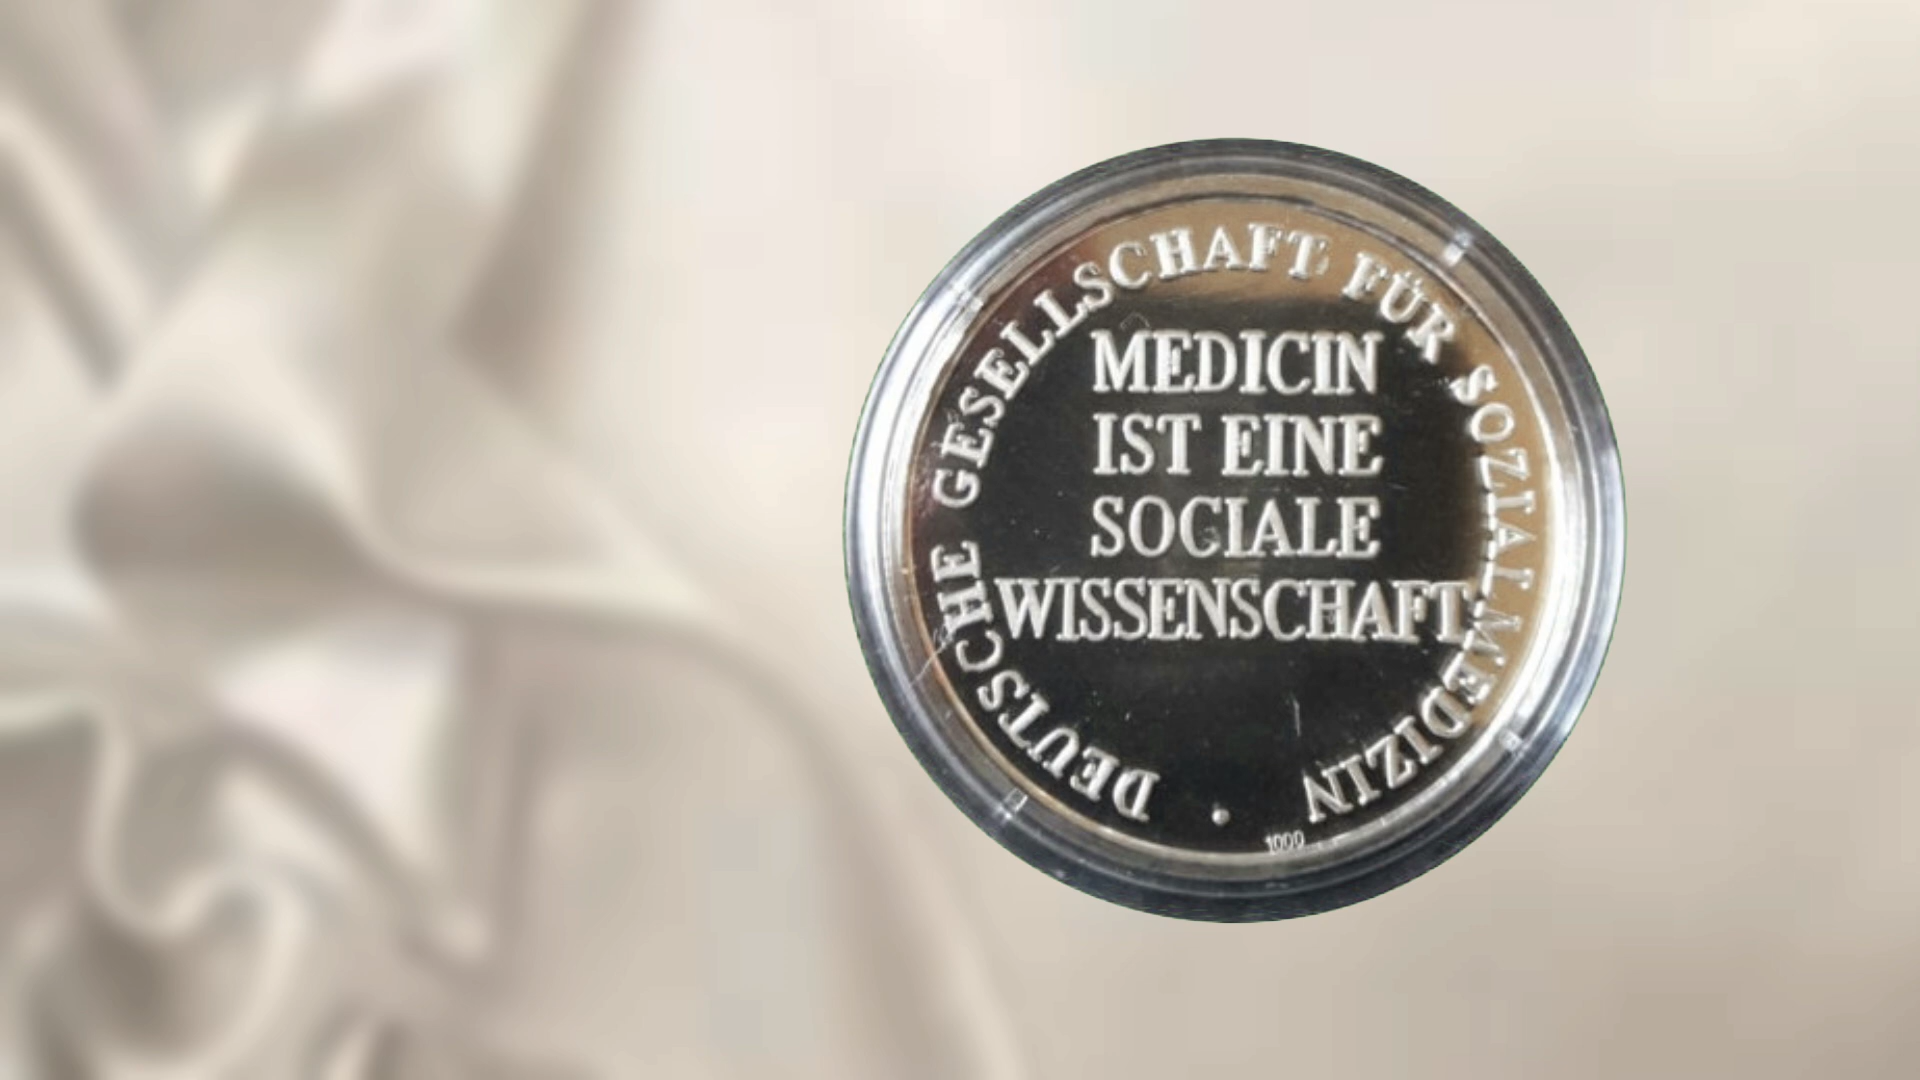 DEUTSCHE GESELLSCHAFT FÜR SOZIALMEDIZIN
MEDICIN
IST EINE
SOCIALE
WISSENSCHAFT
1000